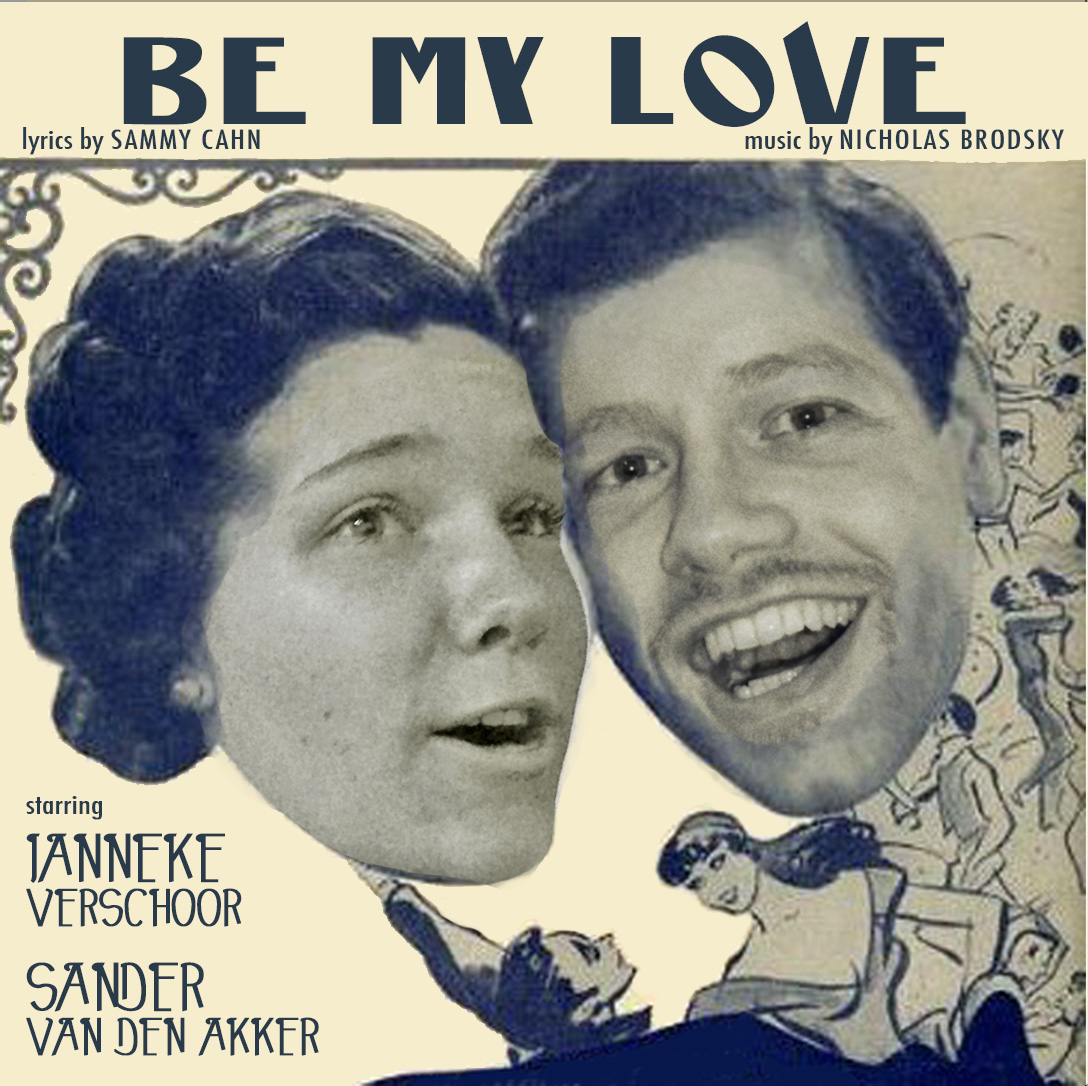 BE MY LOVE
lyrics by SAMMY CAHN
music by NICHOLAS BRODSKY
starring
JANNEKE
VERSCHOOR
SANDER
VAN DEN AKKER